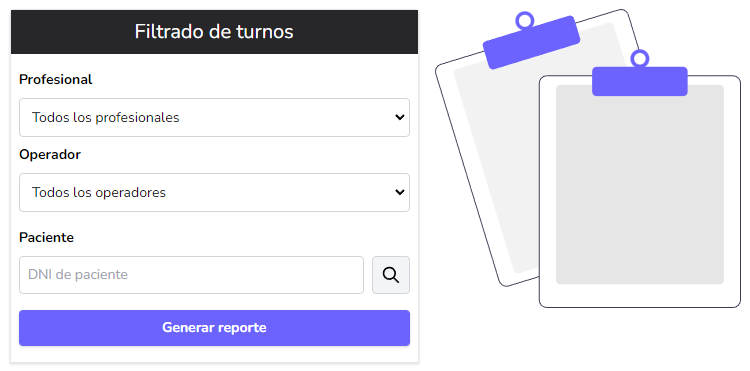 Filtrado de turnos
Profesional
Todos los profesionales
Operador
Todos los operadores
Paciente
DNI de paciente
Generar reporte